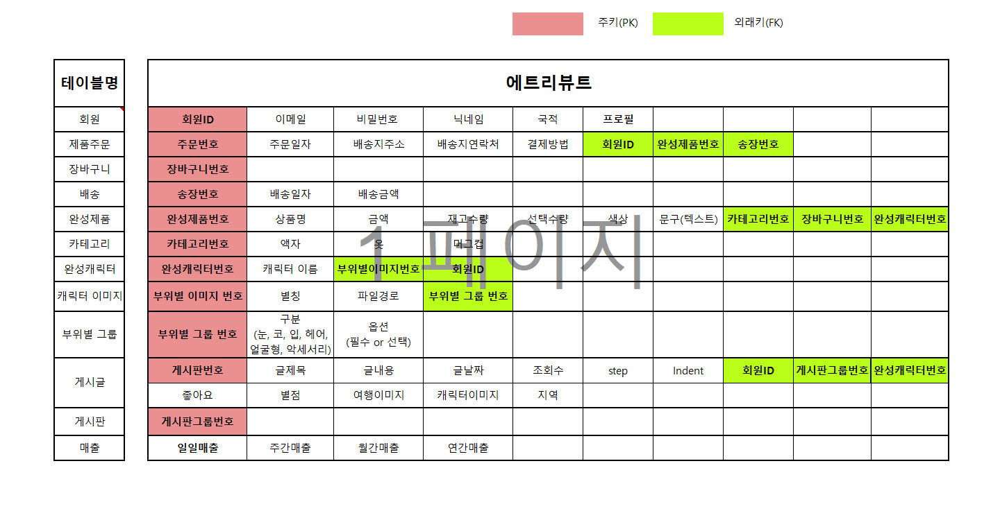 주키(PK) 외래키(FK)
테이블명 에트리뷰트
회원 회원ID 이메일 비밀번호 닉네임 국적 프로필
제품주문 주문번호 주문일자 배송지주소 배송지연락처 결제방법 회원ID 완성제품번호 송장번호
장바구니 장바구니번호
배송 송장번호 배송일자 배송금액
완성제품 완성제품번호 상품명 금액 재고수량 선택수량 색상 문구(텍스트) 카테고리번호 장바구니번호 완성캐릭터번호
카테고리 카테고리번호 액자 옷 머그컵
1 페이지
완성캐릭터 완성캐릭터번호 캐릭터 이름 부위별이미지번호 회원ID
캐릭터 이미지 부위별 이미지 번호 별칭 파일경로 부위별 그룹 번호
부위별 그룹 부위별 그룹 번호
구분
(눈, 코, 입, 헤어,
얼굴형, 악세서리)
옵션
(필수 or 선택)
게시글
게시판번호 글제목 글내용 글날짜 조회수 step Indent 회원ID 게시판그룹번호 완성캐릭터번호
좋아요 별점 여행이미지 캐릭터이미지 지역
게시판 게시판그룹번호
매출 일일매출 주간매출 월간매출 연간매출